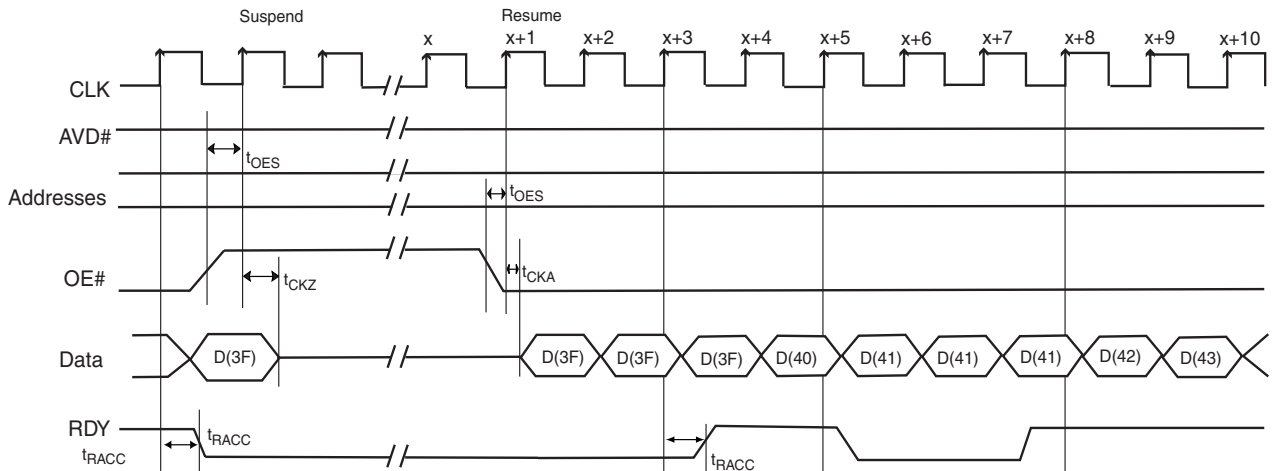 Suspend
Resume
x x+1 x+2 x+3 x+4 x+5 x+6 x+7 x+8 x+9 x+10
CLK
AVD#
tOES
Addresses
tOES
OE#
tCKZ
tCKA
Data
D(3F) D(3F) D(3F) D(3F) D(40) D(41) D(41) D(41) D(42) D(43)
RDY
tRACC
tRACC
tRACC